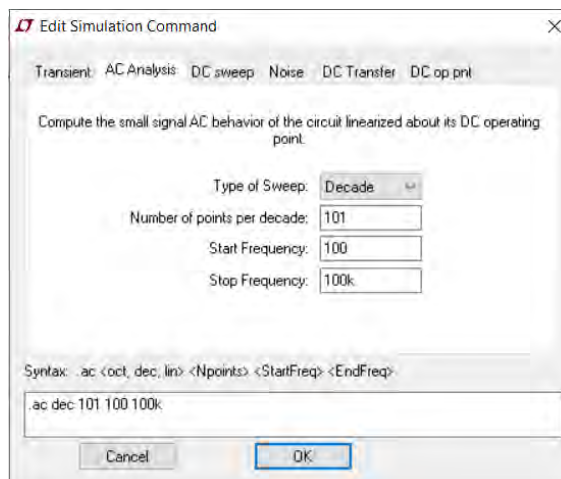 Edit Simulation Command
Transient AC Analysis DC sweep Noise DC Transfer DC op pnt
Compute the small signal AC behavior of the circuit linearized about its DC operating
point.
Type of Sweep: Decade
Number of points per decade: 101
Start Frequency: 100
Stop Frequency: 100k
Syntax: .ac <oct, dec, lin> <Npoints> <StartFreq> <EndFreq>
.ac dec 101 100 100k
Cancel OK